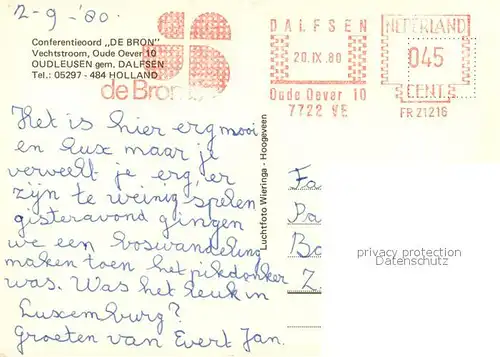 2-9-'80.
Conferentieoord „DE BRON"
Vechtstroom, Oude Oever 10
OUDLEUSEN gem. DALFSEN
Tel.: 05297 - 484 HOLLAND
de Bron
DALFSEN
20.IX.80
Oude Oever 10
7722 VE
NEDERLAND
045
CENT
FR 21216
Het is hier erg mooi
en lux maar je
verveelt je erg, er
zijn te weinig spelen
gisteravond gingen
we een boswandeling
maken toen het pikdonker
was. Was het leuk in
Luxemburg?
Groeten van Evert Jan.
Luchtfoto Wieringa - Hoogeveen
Fa
Pa
Z
privacy protection
Datenschutz